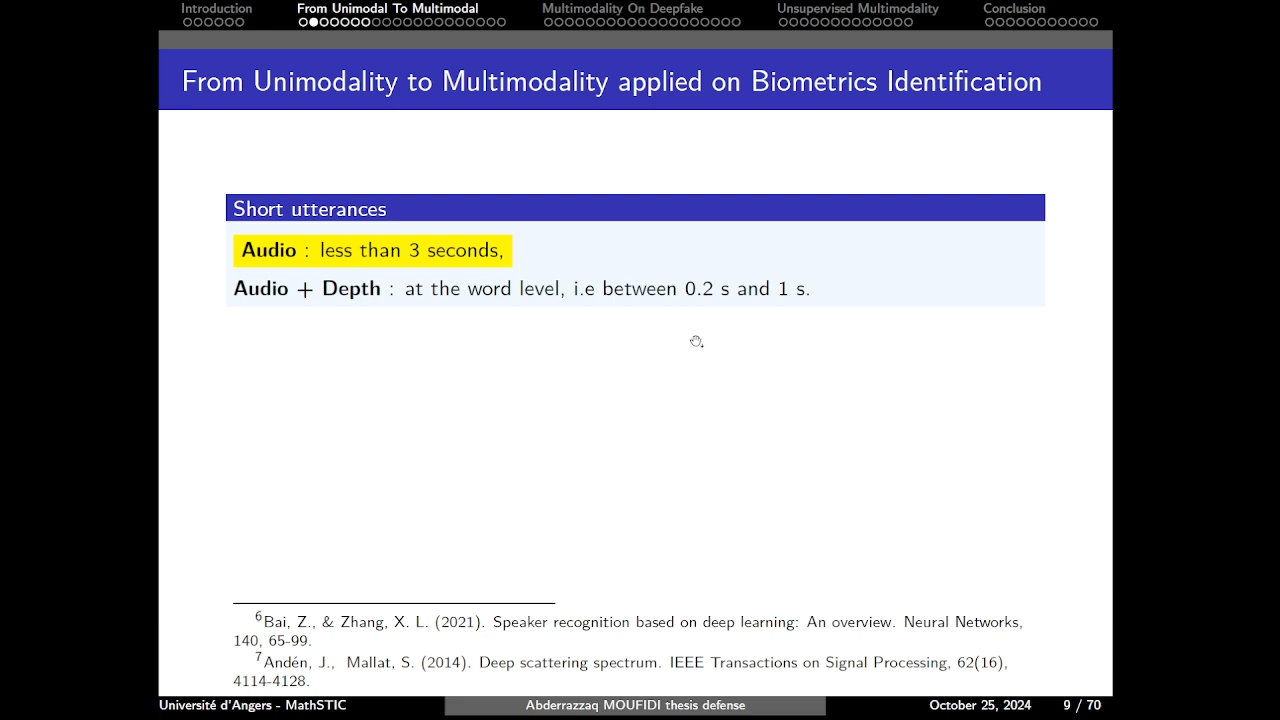 Introduction
From Unimodal To Multimodal
Multimodality On Deepfake
Unsupervised Multimodality
Conclusion
From Unimodality to Multimodality applied on Biometrics Identification
Short utterances
Audio : less than 3 seconds,
Audio + Depth : at the word level, i.e between 0.2 s and 1 s.
6Bai, Z., & Zhang, X. L. (2021). Speaker recognition based on deep learning: An overview. Neural Networks,
140, 65-99.
7Andén, J., Mallat, S. (2014). Deep scattering spectrum. IEEE Transactions on Signal Processing, 62(16),
4114-4128.
Université d'Angers - MathSTIC
Abderrazzaq MOUFIDI thesis defense
October 25, 2024
9 / 70